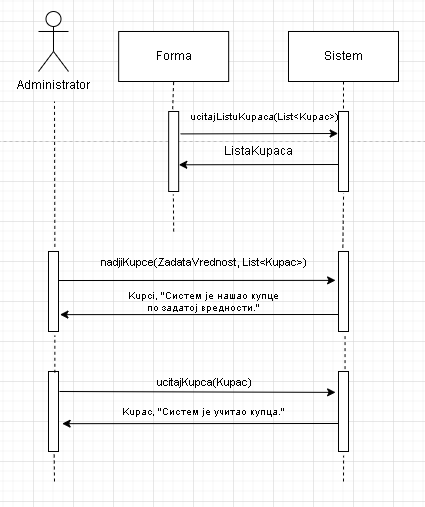 Administrator
Forma
Sistem
ucitajListuKupaca(List<Kupac>)
ListaKupaca
nadjiKupce(ZadataVrednost, List<Kupac>)
Kupci, "Систем је нашао купце
по задатој вредности."
ucitajKupca(Kupac)
Kupac, "Систем је учитао купца."